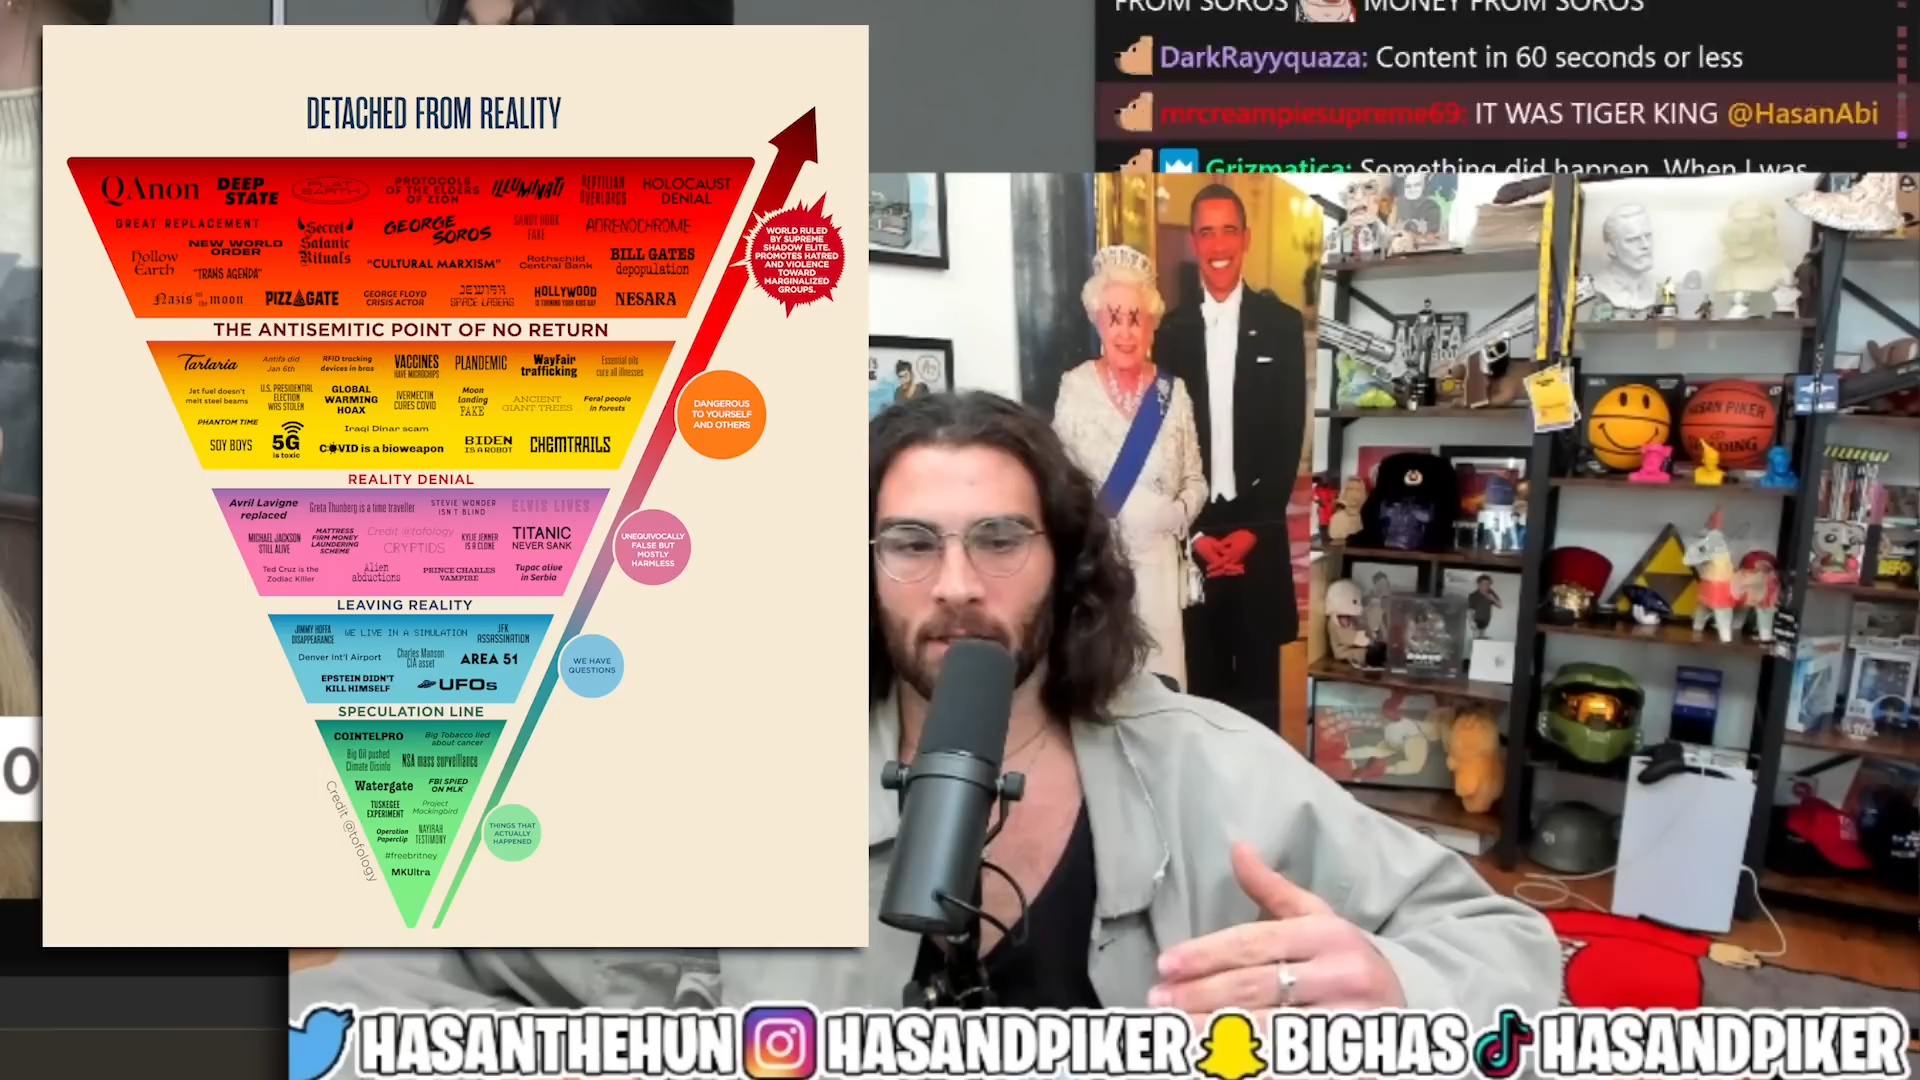 FROM SOROS MONEY FROM SOROS
DarkRayyquaza: Content in 60 seconds or less
mrcreampiesupreme69: IT WAS TIGER KING @HasanAbi
Grizmatica: Something did happen. When I was
DETACHED FROM REALITY
QAnon
DEEP
STATE
FLAT
EARTH
PROTOCOLS
OF THE ELDERS
OF ZION
ILLUMINATI
REPTILIAN
OVERLORDS
HOLOCAUST
DENIAL
GREAT REPLACEMENT
Secret
Satanic
Rituals
GEORGE
SOROS
SANDY HOOK
FAKE
ADRENOCHROME
Hollow
Earth
NEW WORLD
ORDER
"TRANS AGENDA"
"CULTURAL MARXISM"
Rothschild
Central Bank
BILL GATES
depopulation
Nazis on
the moon
PIZZAGATE
GEORGE FLOYD
CRISIS ACTOR
JEWISH
SPACE LASERS
HOLLYWOOD
IS TURNING YOUR KIDS GAY
NESARA
WORLD RULED
BY SUPREME
SHADOW ELITE.
PROMOTES HATRED
AND VIOLENCE
TOWARD
MARGINALIZED
GROUPS.
THE ANTISEMITIC POINT OF NO RETURN
Tartaria
Antifa did
Jan 6th
RFID tracking
devices in bras
VACCINES
HAVE MICROCHIPS
PLANDEMIC
WayFair
trafficking
Essential oils
cure all illnesses
Jet fuel doesn't
melt steel beams
U.S. PRESIDENTIAL
ELECTION
WAS STOLEN
GLOBAL
WARMING
HOAX
IVERMECTIN
CURES COVID
Moon
landing
FAKE
ANCIENT
GIANT TREES
Feral people
in forests
PHANTOM TIME
Iraqi Dinar scam
SOY BOYS
5G
is toxic
COVID is a bioweapon
BIDEN
IS A ROBOT
CHEMTRAILS
DANGEROUS
TO YOURSELF
AND OTHERS
REALITY DENIAL
Avril Lavigne
replaced
Greta Thunberg is a time traveller
STEVIE WONDER
ISN'T BLIND
ELVIS LIVES
MICHAEL JACKSON
STILL ALIVE
MATTRESS
FIRM MONEY
LAUNDERING
SCHEME
Credit @tofology
CRYPTIDS
KYLIE JENNER
IS A CLONE
TITANIC
NEVER SANK
Ted Cruz is the
Zodiac Killer
Alien
abductions
PRINCE CHARLES
VAMPIRE
Tupac alive
in Serbia
UNEQUIVOCALLY
FALSE BUT
MOSTLY
HARMLESS
LEAVING REALITY
JIMMY HOFFA
DISAPPEARANCE
WE LIVE IN A SIMULATION
JFK
ASSASSINATION
Denver Int'l Airport
Charles Manson
CIA asset
AREA 51
EPSTEIN DIDN'T
KILL HIMSELF
UFOs
WE HAVE
QUESTIONS
SPECULATION LINE
COINTELPRO
Big Tobacco lied
about cancer
Big Oil pushed
Climate Disinfo
NSA mass surveillance
Watergate
FBI SPIED
ON MLK
TUSKEGEE
EXPERIMENT
Project
Mockingbird
Operation
Paperclip
NAYIRAH
TESTIMONY
#freebritney
MKUltra
THINGS THAT
ACTUALLY
HAPPENED
Credit @tofology
HASAN PIKER
HASANTHEHUN HASANDPIKER BIGHAS HASANDPIKER